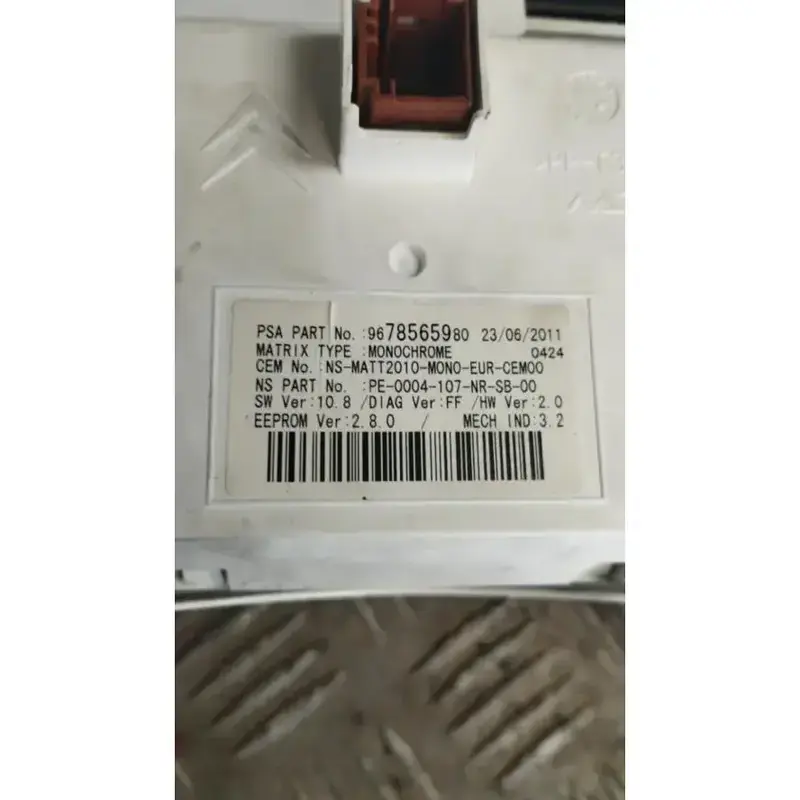 PSA PART No. :9678565980 23/06/2011
MATRIX TYPE :MONOCHROME 0424
CEM No. :NS-MATT2010-MONO-EUR-CEM00
NS PART No. :PE-0004-107-NR-SB-00
SW Ver:10.8 /DIAG Ver:FF /HW Ver:2.0
EEPROM Ver:2.8.0 / MECH IND:3.2